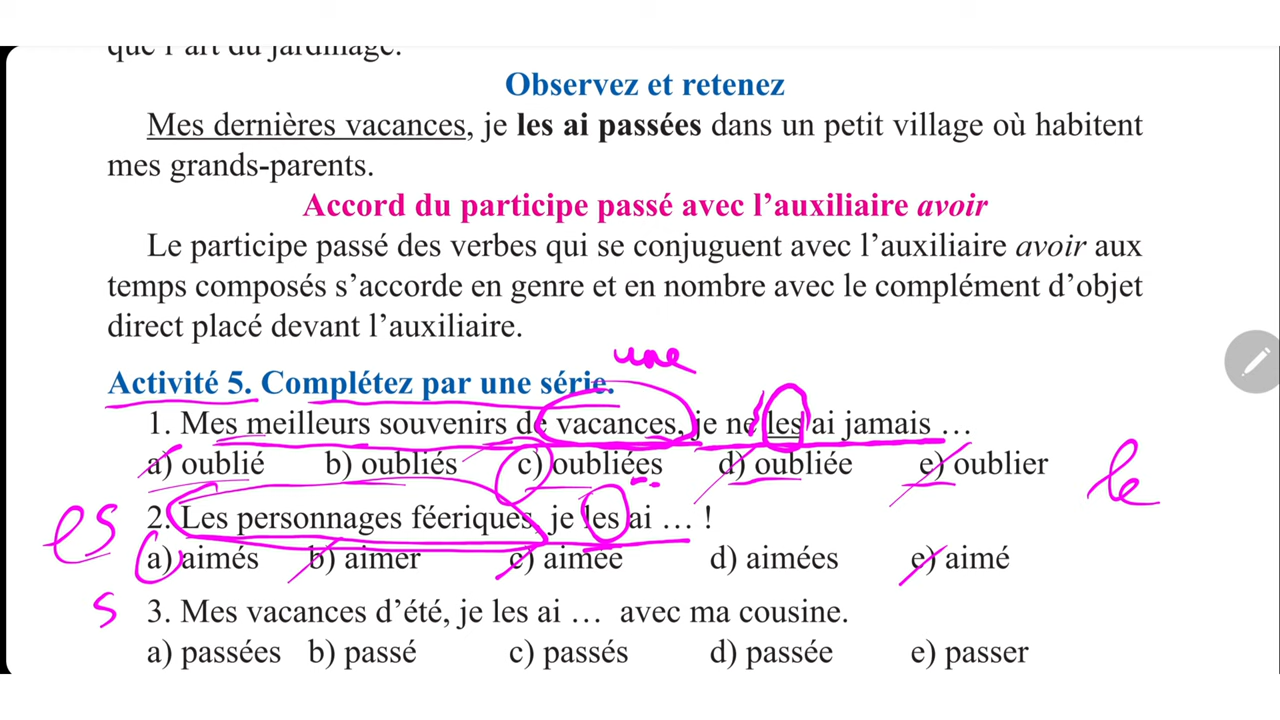 que l'art du jardinage.
Observez et retenez
Mes dernières vacances, je les ai passées dans un petit village où habitent
mes grands-parents.
Accord du participe passé avec l'auxiliaire avoir
Le participe passé des verbes qui se conjuguent avec l'auxiliaire avoir aux
temps composés s'accorde en genre et en nombre avec le complément d'objet
direct placé devant l'auxiliaire.
une
Activité 5. Complétez par une série.
1. Mes meilleurs souvenirs de vacances, je ne les ai jamais …
a) oublié b) oubliés c) oubliées d) oubliée e) oublier
le
es
2. Les personnages féeriques, je les ai … !
a) aimés b) aimer c) aimée d) aimées e) aimé
s
3. Mes vacances d'été, je les ai … avec ma cousine.
a) passées b) passé c) passés d) passée e) passer